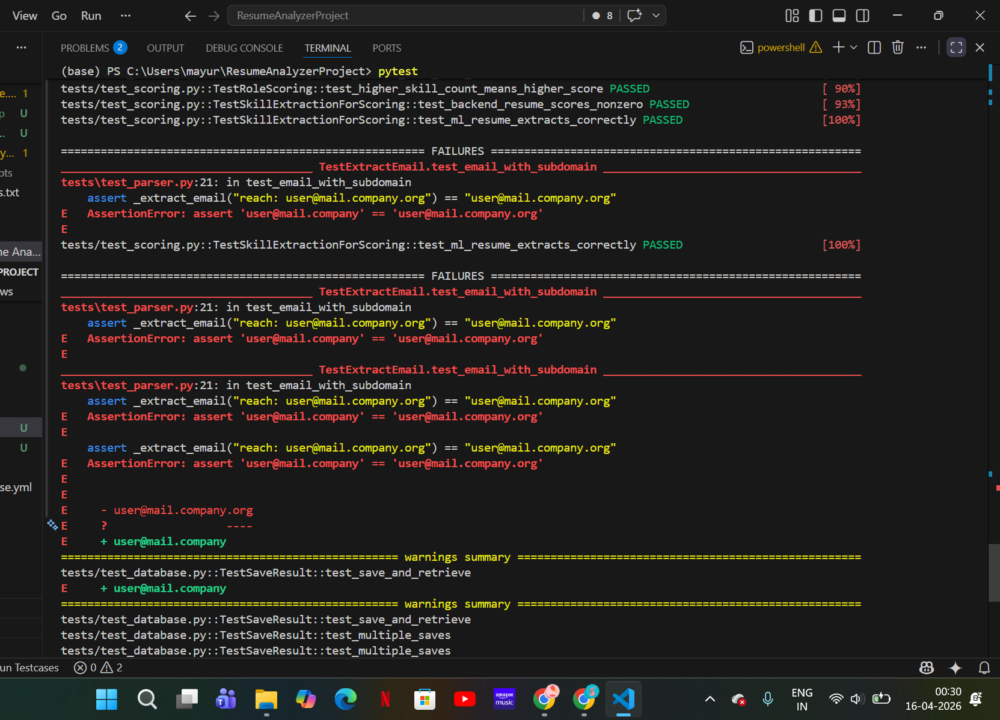 View Go Run ···
ResumeAnalyzerProject
8
PROBLEMS 2 OUTPUT DEBUG CONSOLE TERMINAL PORTS
powershell
(base) PS C:\Users\mayur\ResumeAnalyzerProject> pytest
tests/test_scoring.py::TestRoleScoring::test_higher_skill_count_means_higher_score PASSED [ 90%]
tests/test_scoring.py::TestSkillExtractionForScoring::test_backend_resume_scores_nonzero PASSED [ 93%]
tests/test_scoring.py::TestSkillExtractionForScoring::test_ml_resume_extracts_correctly PASSED [100%]
======================================================= FAILURES ========================================================
______________________________________ TestExtractEmail.test_email_with_subdomain _______________________________________
tests\test_parser.py:21: in test_email_with_subdomain
assert _extract_email("reach: user@mail.company.org") == "user@mail.company.org"
E AssertionError: assert 'user@mail.company' == 'user@mail.company.org'
E
tests/test_scoring.py::TestSkillExtractionForScoring::test_ml_resume_extracts_correctly PASSED [100%]
======================================================= FAILURES ========================================================
______________________________________ TestExtractEmail.test_email_with_subdomain _______________________________________
tests\test_parser.py:21: in test_email_with_subdomain
assert _extract_email("reach: user@mail.company.org") == "user@mail.company.org"
E AssertionError: assert 'user@mail.company' == 'user@mail.company.org'
E
______________________________________ TestExtractEmail.test_email_with_subdomain _______________________________________
tests\test_parser.py:21: in test_email_with_subdomain
assert _extract_email("reach: user@mail.company.org") == "user@mail.company.org"
E AssertionError: assert 'user@mail.company' == 'user@mail.company.org'
E
assert _extract_email("reach: user@mail.company.org") == "user@mail.company.org"
E AssertionError: assert 'user@mail.company' == 'user@mail.company.org'
E
E
E - user@mail.company.org
E ? ----
E + user@mail.company
=================================================== warnings summary ====================================================
tests/test_database.py::TestSaveResult::test_save_and_retrieve
E + user@mail.company
=================================================== warnings summary ====================================================
tests/test_database.py::TestSaveResult::test_save_and_retrieve
tests/test_database.py::TestSaveResult::test_multiple_saves
tests/test_database.py::TestSaveResult::test_multiple_saves
e.... 1
p U
.. U
y... 1
ots
s.txt
ne Ana...
PROJECT
ws
U
U
se.yml
un Testcases 0 2
amazon music
ENG
IN
00:30
16-04-2026